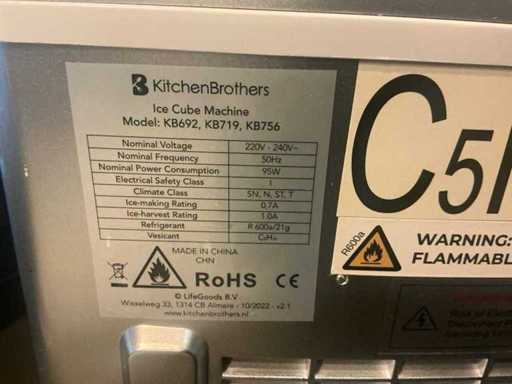 KitchenBrothers
Ice Cube Machine
Model: KB692, KB719, KB756
Nominal Voltage 220V - 240V~
Nominal Frequency 50Hz
Nominal Power Consumption 95W
Electrical Safety Class I
Climate Class SN, N, ST, T
Ice-making Rating 0.7A
Ice-harvest Rating 1.0A
Refrigerant R 600a/21g
Vesicant C₅H₁₀
MADE IN CHINA
CHN
RoHS CE
© LifeGoods B.V
Wisselweg 33, 1314 CB Almere - 10/2022 - v2.1
www.kitchenbrothers.nl
C5
R600a
WARNING:
FLAMMABL
Risk of Elect